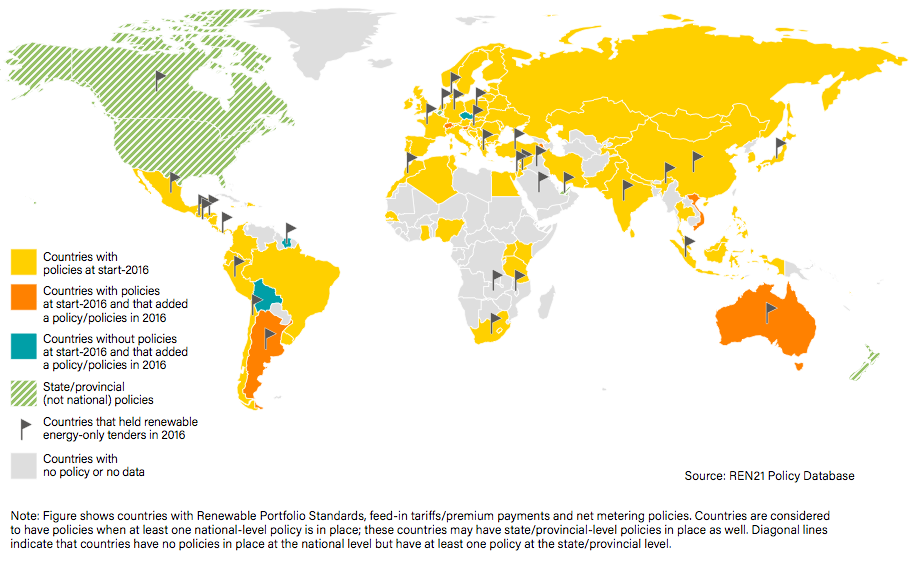 Countries with
policies at start-2016
Countries with policies
at start-2016 and that added
a policy/policies in 2016
Countries without policies
at start-2016 and that added
a policy/policies in 2016
State/provincial
(not national) policies
Countries that held renewable
energy-only tenders in 2016
Countries with
no policy or no data
Source: REN21 Policy Database
Note: Figure shows countries with Renewable Portfolio Standards, feed-in tariffs/premium payments and net metering policies. Countries are considered
to have policies when at least one national-level policy is in place; these countries may have state/provincial-level policies in place as well. Diagonal lines
indicate that countries have no policies in place at the national level but have at least one policy at the state/provincial level.